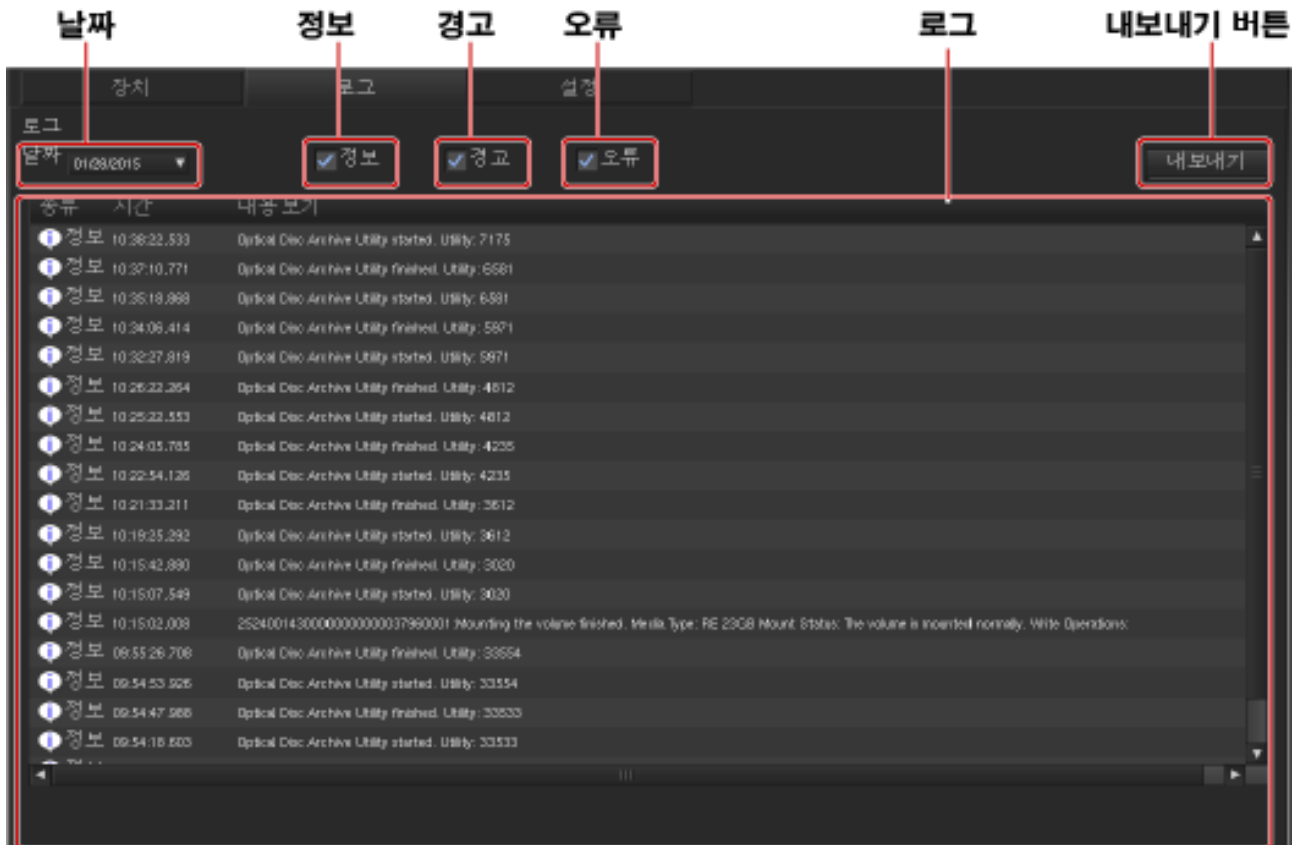 날짜 정보 경고 오류 로그 내보내기 버튼
장치 로그 설정
로그
날짜 01/28/2015 정보 경고 오류 내보내기
종류 시간 내용 보기
정보 10:38:22.533 Optical Disc Archive Utility started. Utility: 7175
정보 10:37:10.771 Optical Disc Archive Utility finished. Utility: 6581
정보 10:35:18.868 Optical Disc Archive Utility started. Utility: 6581
정보 10:34:06.414 Optical Disc Archive Utility finished. Utility: 5971
정보 10:32:27.819 Optical Disc Archive Utility started. Utility: 5971
정보 10:26:22.264 Optical Disc Archive Utility finished. Utility: 4812
정보 10:25:22.553 Optical Disc Archive Utility started. Utility: 4812
정보 10:24:05.785 Optical Disc Archive Utility finished. Utility: 4235
정보 10:22:54.126 Optical Disc Archive Utility started. Utility: 4235
정보 10:21:33.211 Optical Disc Archive Utility finished. Utility: 3612
정보 10:19:25.292 Optical Disc Archive Utility started. Utility: 3612
정보 10:15:42.880 Optical Disc Archive Utility finished. Utility: 3020
정보 10:15:07.549 Optical Disc Archive Utility started. Utility: 3020
정보 10:15:02.008 Mounting the volume finished. Media Type: RE 23GB Mount Status: The volume is mounted normally. Write Operations:
정보 09:55:26.708 Optical Disc Archive Utility finished. Utility: 33554
정보 09:54:53.926 Optical Disc Archive Utility started. Utility: 33554
정보 09:54:47.988 Optical Disc Archive Utility finished. Utility: 33533
정보 09:54:18.603 Optical Disc Archive Utility started. Utility: 33533